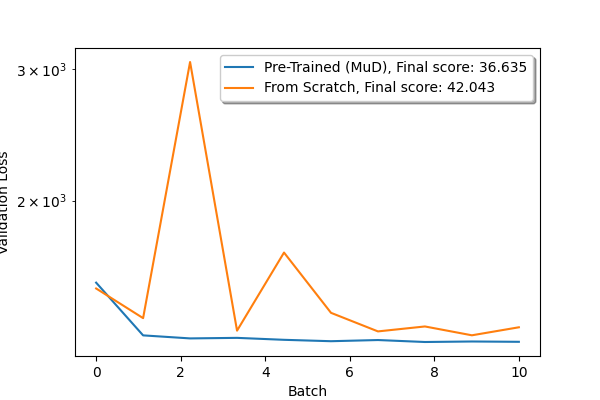 Pre-Trained (MuD), Final score: 36.635
From Scratch, Final score: 42.043
3 × 10³
2 × 10³
Validation Loss
0 2 4 6 8 10
Batch